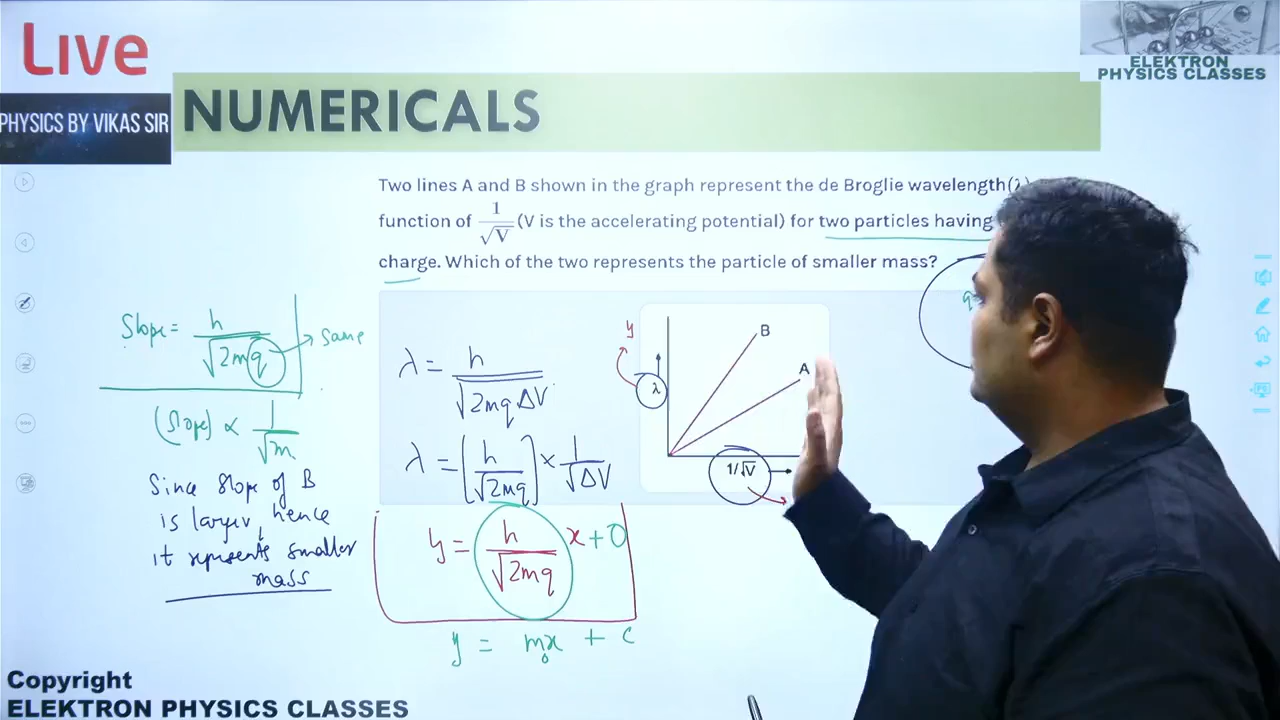 Live
ELEKTRON
PHYSICS CLASSES
PHYSICS BY VIKAS SIR
NUMERICALS
Two lines A and B shown in the graph represent the de Broglie wavelength(λ)
function of 1/√V (V is the accelerating potential) for two particles having
charge. Which of the two represents the particle of smaller mass?
Slope = h/√2mq → same
(Slope) ∝ 1/√m
Since slope of B
is larger, hence
it represents smaller
mass
λ = h/√2mqΔV
λ = [h/√2mq] × 1/√ΔV
y = h/√2mq x + 0
y = mx + c
y
λ
B
A
1/√V
q
Copyright
ELEKTRON PHYSICS CLASSES